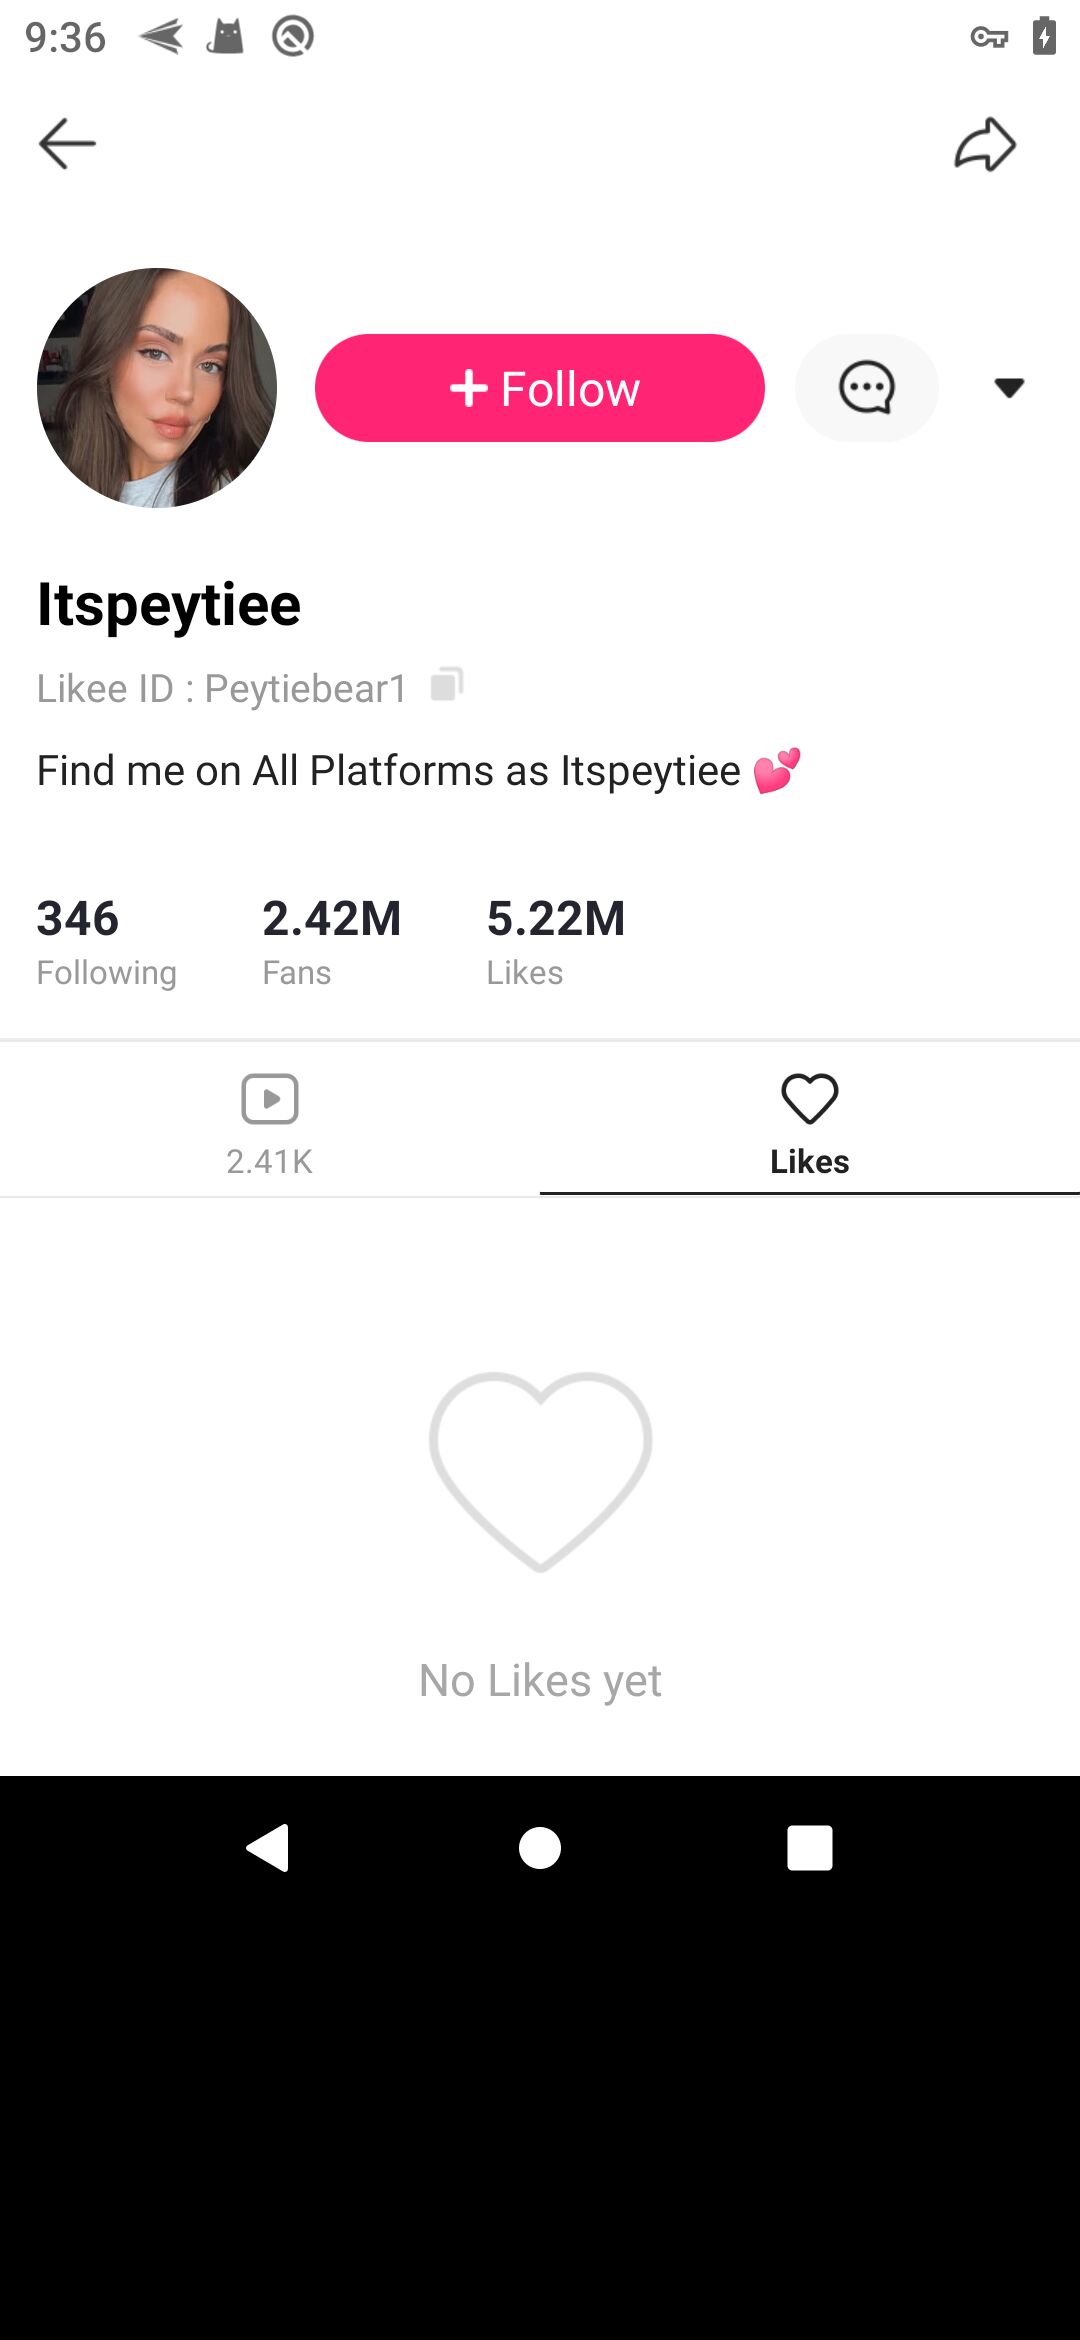 9:36
Follow
Itspeytiee
Likee ID : Peytiebear1
Find me on All Platforms as Itspeytiee 💕
346 2.42M 5.22M
Following Fans Likes
2.41K Likes
No Likes yet